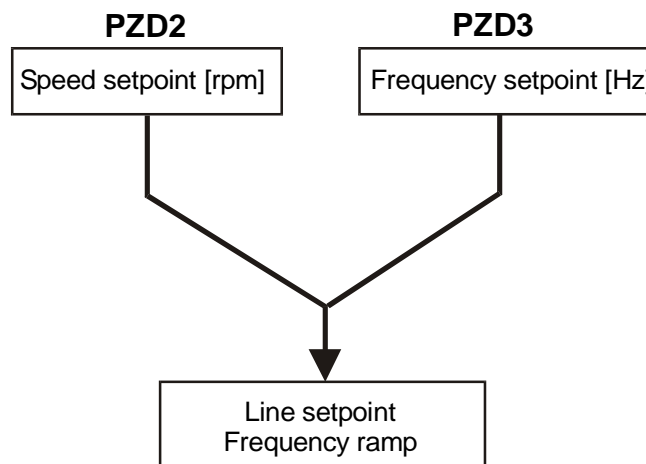 PZD2
PZD3
Speed setpoint [rpm]
Frequency setpoint [Hz]
Line setpoint
Frequency ramp